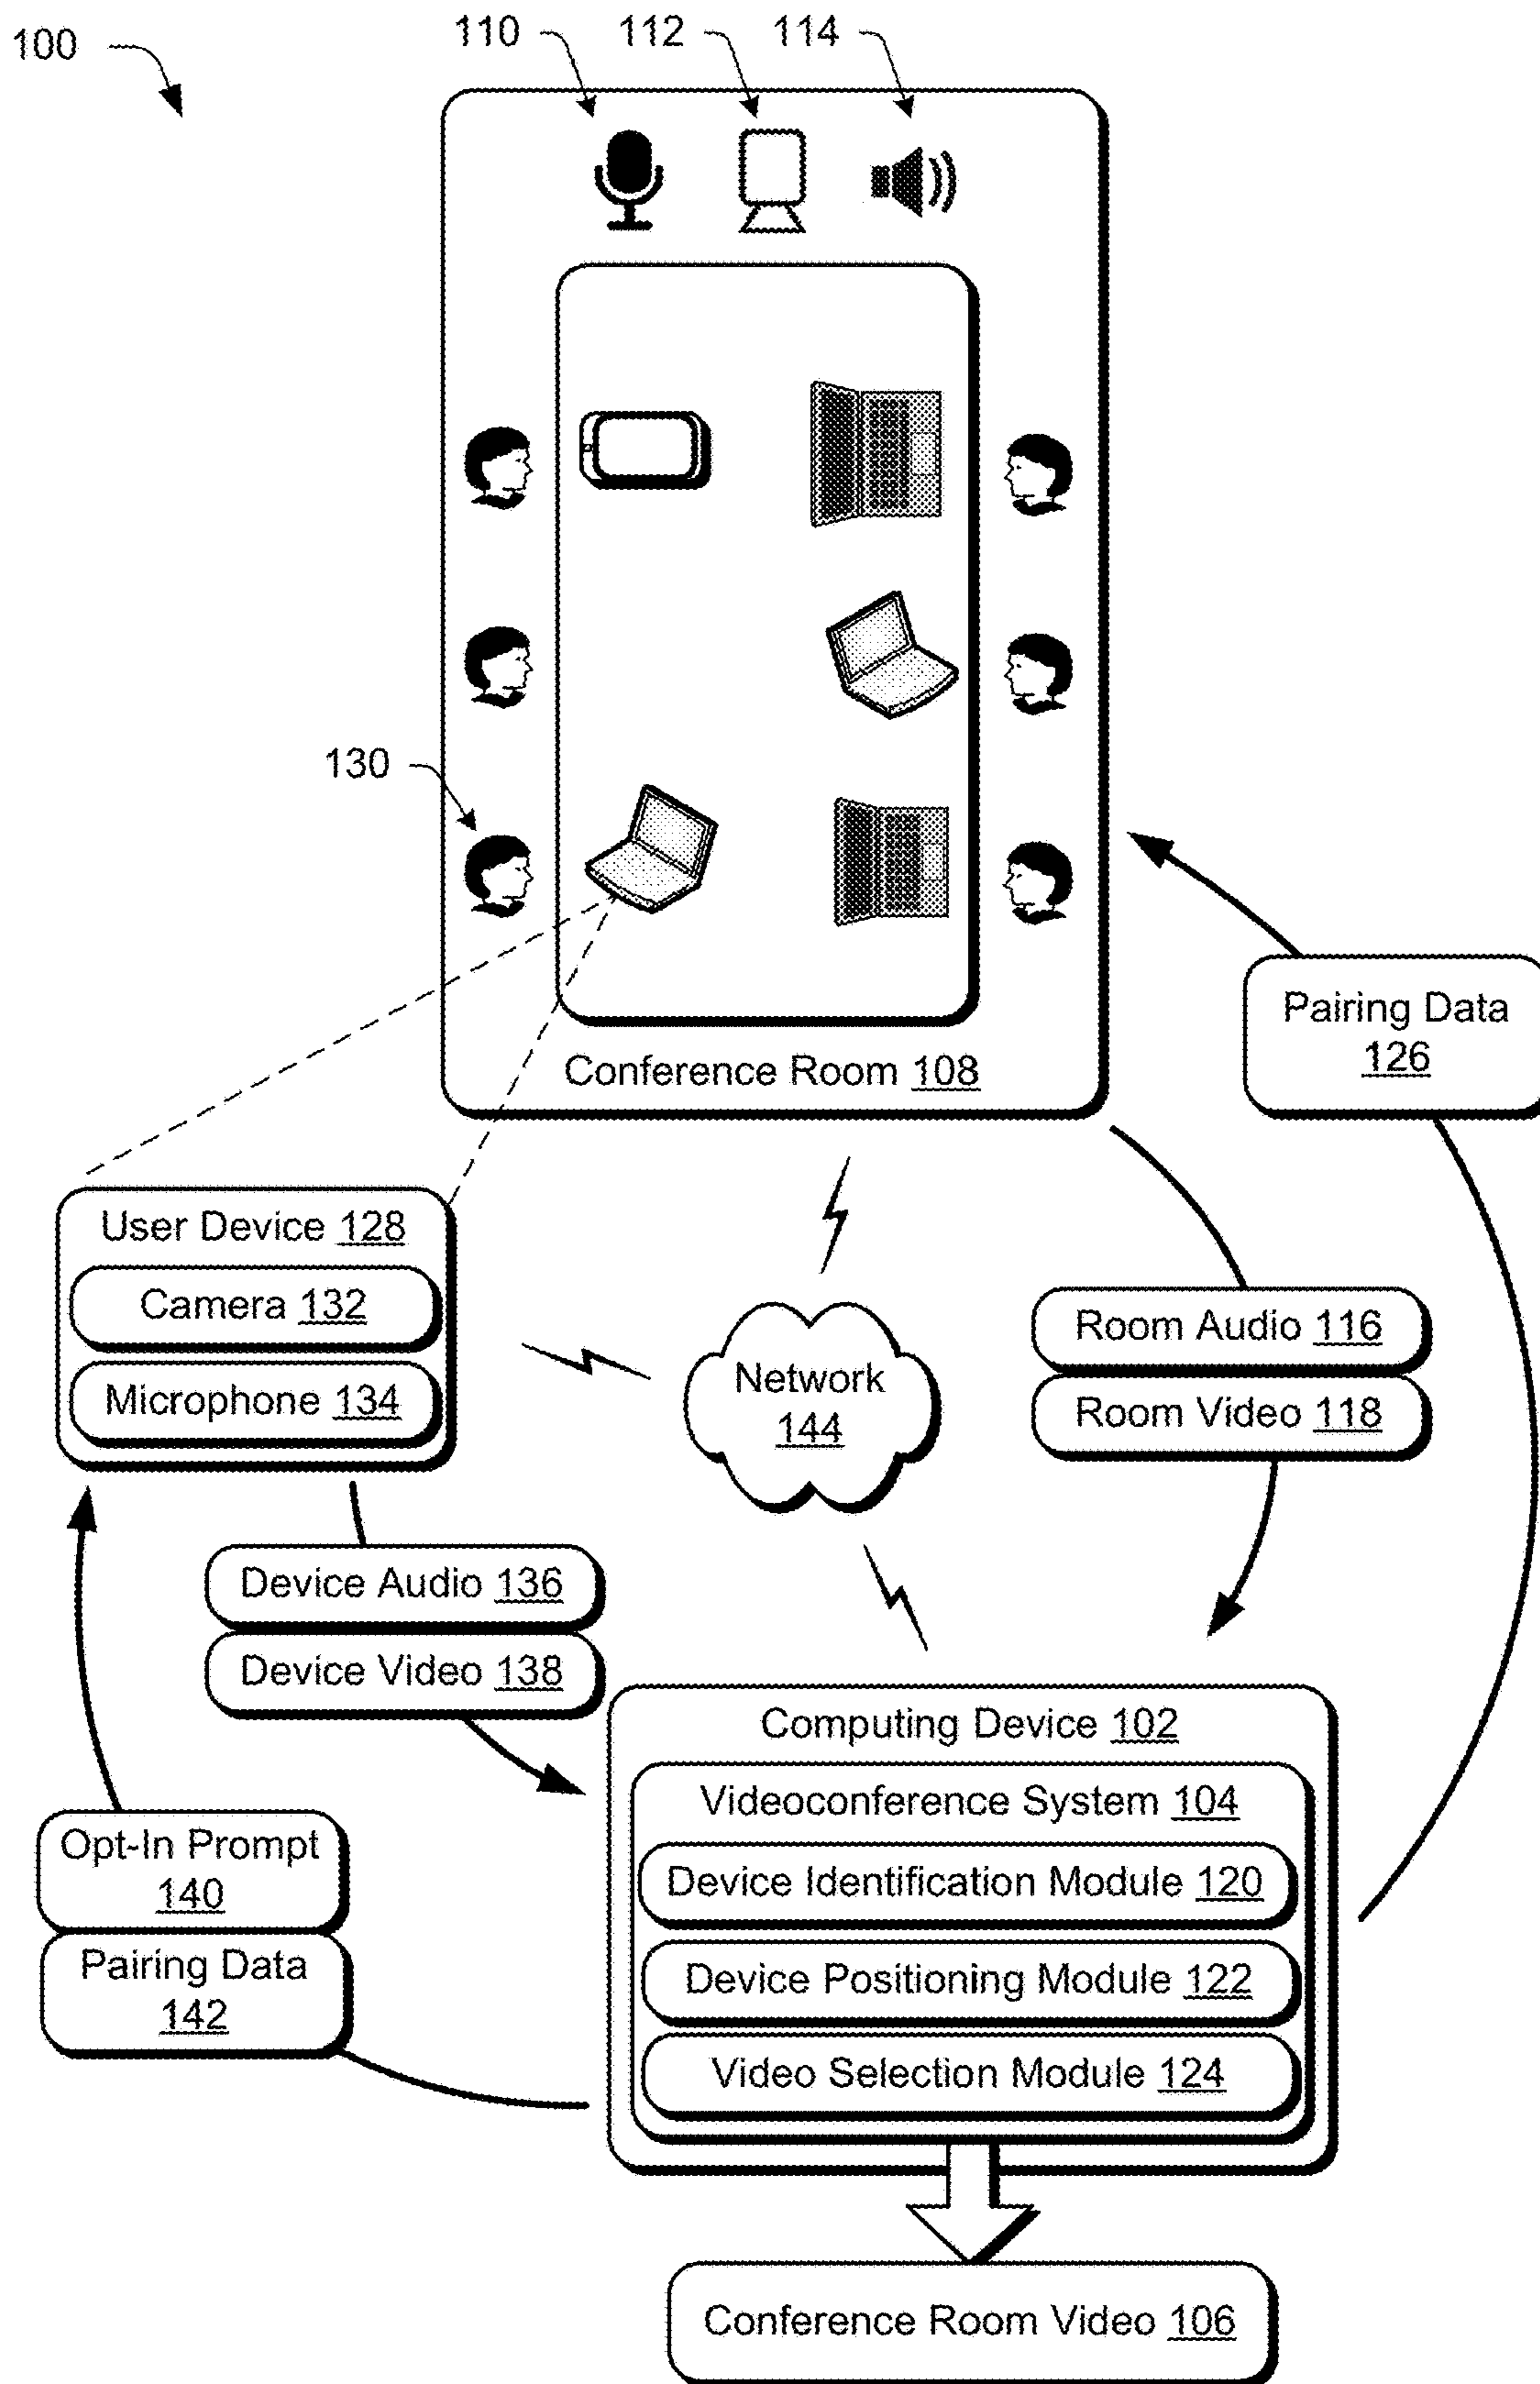 100
110
112
114
130
Conference Room 108
Pairing Data
126
User Device 128
Camera 132
Microphone 134
Network
144
Room Audio 116
Room Video 118
Device Audio 136
Device Video 138
Opt-In Prompt
140
Pairing Data
142
Computing Device 102
Videoconference System 104
Device Identification Module 120
Device Positioning Module 122
Video Selection Module 124
Conference Room Video 106